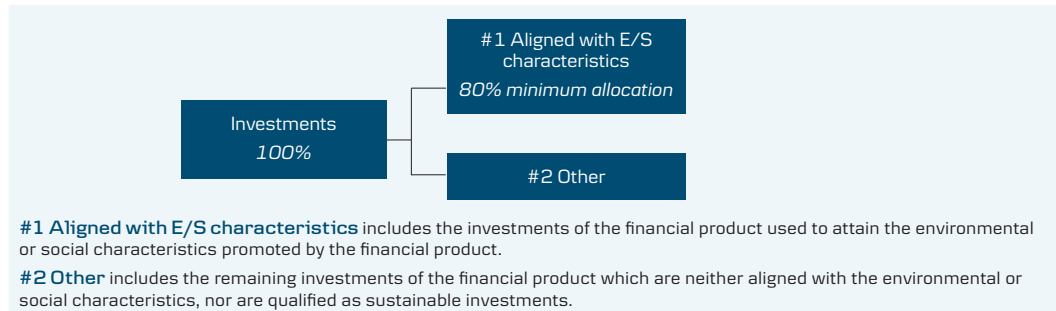 #1 Aligned with E/S
characteristics
80% minimum allocation
Investments
100%
#2 Other
#1 Aligned with E/S characteristics includes the investments of the financial product used to attain the environmental
or social characteristics promoted by the financial product.
#2 Other includes the remaining investments of the financial product which are neither aligned with the environmental or
social characteristics, nor are qualified as sustainable investments.